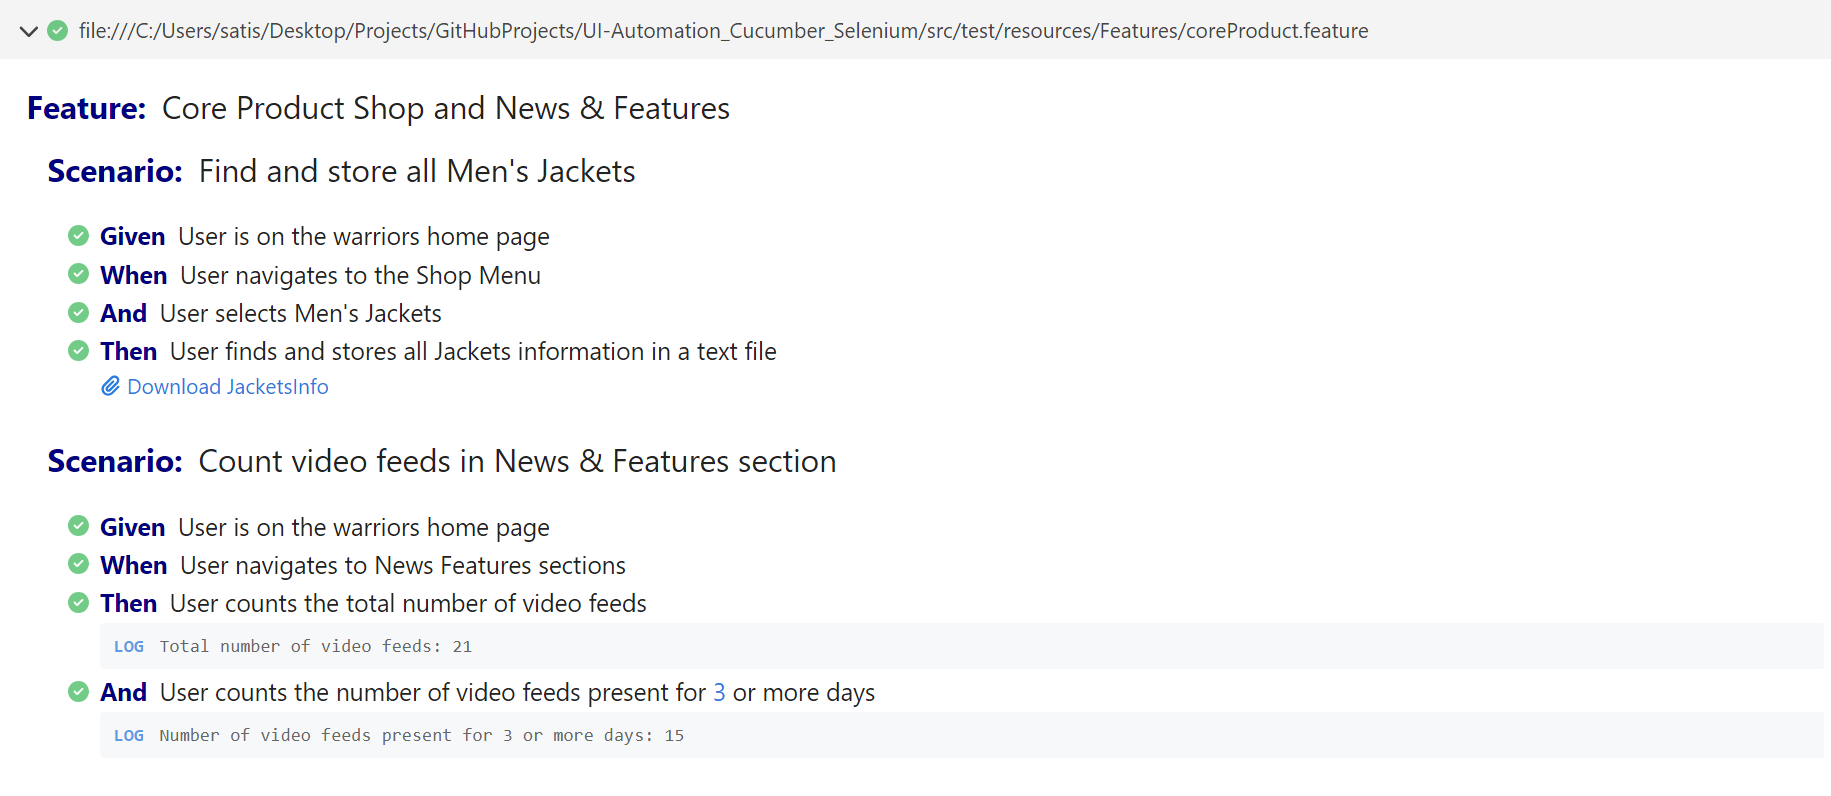 file:///C:/Users/satis/Desktop/Projects/GitHubProjects/UI-Automation_Cucumber_Selenium/src/test/resources/Features/coreProduct.feature
Feature: Core Product Shop and News & Features
Scenario: Find and store all Men's Jackets
Given User is on the warriors home page
When User navigates to the Shop Menu
And User selects Men's Jackets
Then User finds and stores all Jackets information in a text file
Download JacketsInfo
Scenario: Count video feeds in News & Features section
Given User is on the warriors home page
When User navigates to News Features sections
Then User counts the total number of video feeds
LOG Total number of video feeds: 21
And User counts the number of video feeds present for 3 or more days
LOG Number of video feeds present for 3 or more days: 15